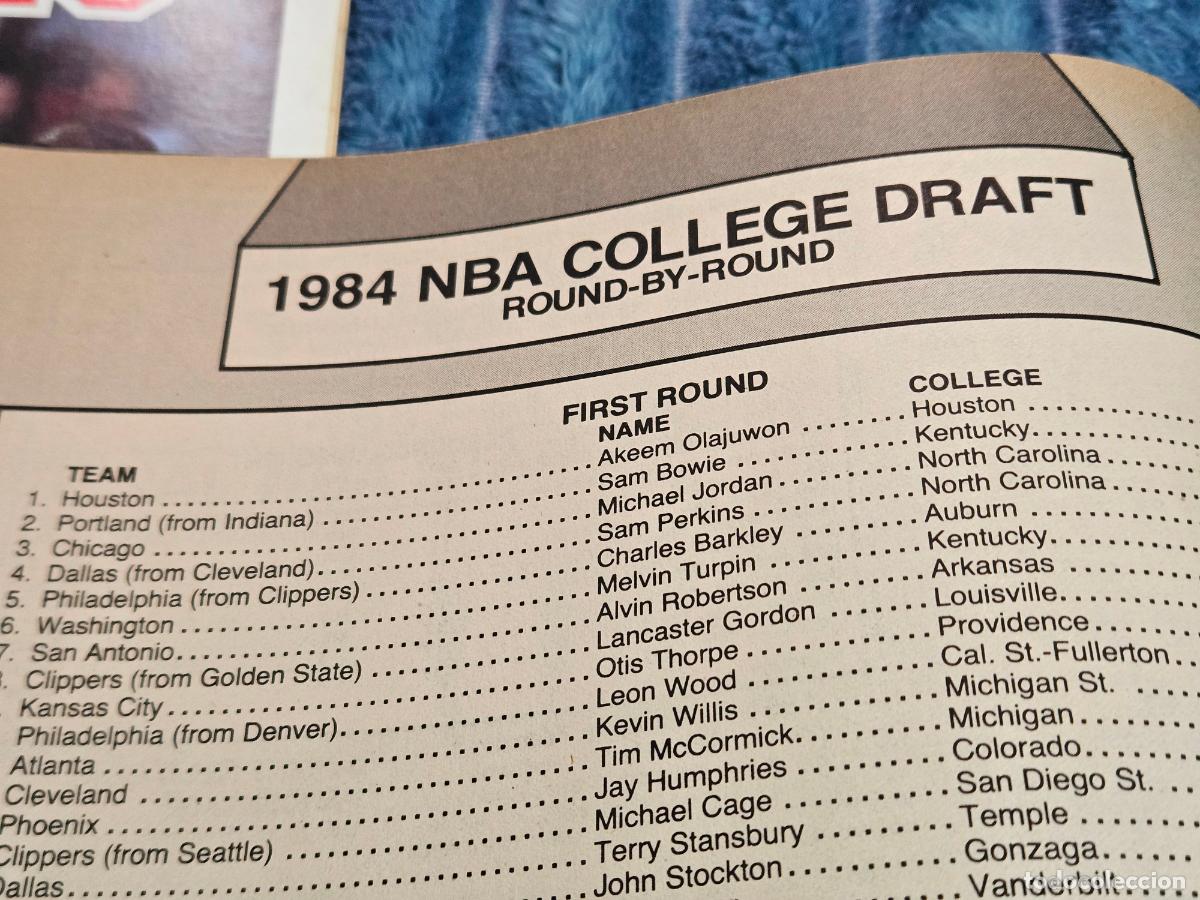 1984 NBA COLLEGE DRAFT
ROUND-BY-ROUND
FIRST ROUND
TEAM NAME COLLEGE
1. Houston Akeem Olajuwon Houston
2. Portland (from Indiana) Sam Bowie Kentucky
3. Chicago Michael Jordan North Carolina
4. Dallas (from Cleveland) Sam Perkins North Carolina
5. Philadelphia (from Clippers) Charles Barkley Auburn
6. Washington Melvin Turpin Kentucky
7. San Antonio Alvin Robertson Arkansas
Clippers (from Golden State) Lancaster Gordon Louisville
Kansas City Otis Thorpe Providence
Philadelphia (from Denver) Leon Wood Cal. St.-Fullerton
Atlanta Kevin Willis Michigan St.
Cleveland Tim McCormick Michigan
Phoenix Jay Humphries Colorado
Clippers (from Seattle) Michael Cage San Diego St.
Dallas Terry Stansbury Temple
John Stockton Gonzaga
Vanderbilt
todocoleccion